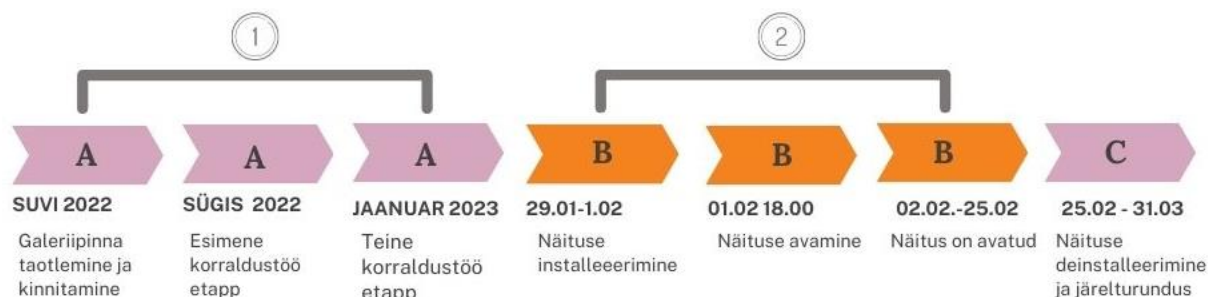 1
2
A
A
A
B
B
B
C
SUVI 2022
Galeriipinna
taotlemine ja
kinnitamine
SÜGIS 2022
Esimene
korraldustöö
etapp
JAANUAR 2023
Teine
korraldustöö
etapp
29.01-1.02
Näituse
installeeerimine
01.02 18.00
Näituse avamine
02.02.-25.02
Näitus on avatud
25.02 - 31.03
Näituse
deinstalleerimine
ja järelturundus